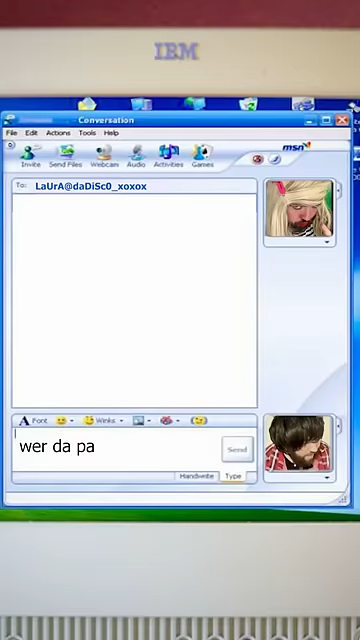 IBM
Conversation
File Edit Actions Tools Help
Invite Send Files Webcam Audio Activities Games
msn
To: LaUrA@daDiSc0_xoxox
A Font Winks
wer da pa
Send
Handwrite Type